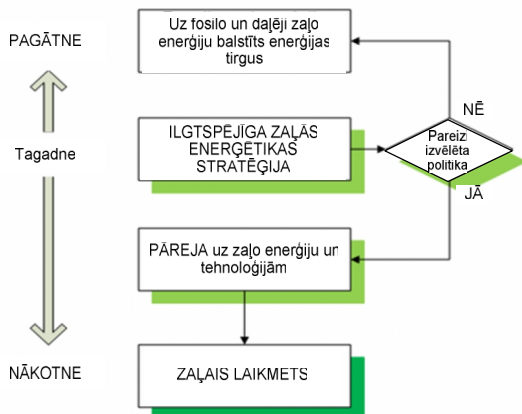 PAGĀTNE
Uz fosilo un daļēji zaļo
enerģiju balstīts enerģijas
tirgus
NĒ
Tagadne
ILGTSPĒJĪGA ZAĻĀS
ENERĢĒTIKAS
STRATĒĢIJA
Pareizi
izvēlēta
politika
JĀ
PĀREJA uz zaļo enerģiju un
tehnoloģijām
NĀKOTNE
ZAĻAIS LAIKMETS